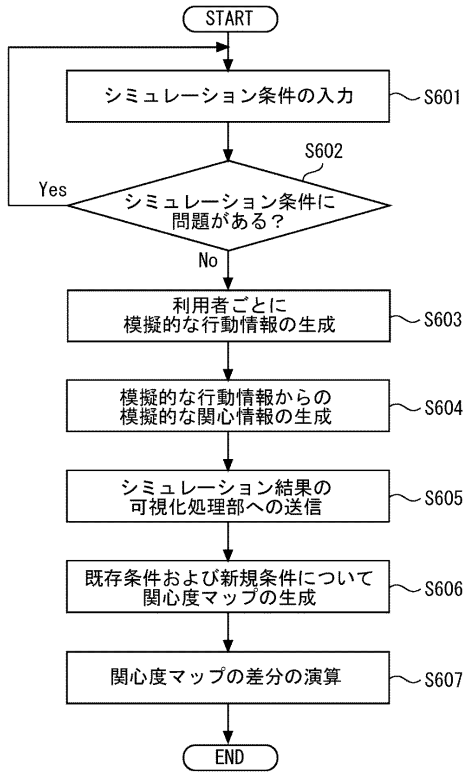 START
シミュレーション条件の入力
S601
S602
Yes
シミュレーション条件に
問題がある？
No
利用者ごとに
模擬的な行動情報の生成
S603
模擬的な行動情報からの
模擬的な関心情報の生成
S604
シミュレーション結果の
可視化処理部への送信
S605
既存条件および新規条件について
関心度マップの生成
S606
関心度マップの差分の演算
S607
END